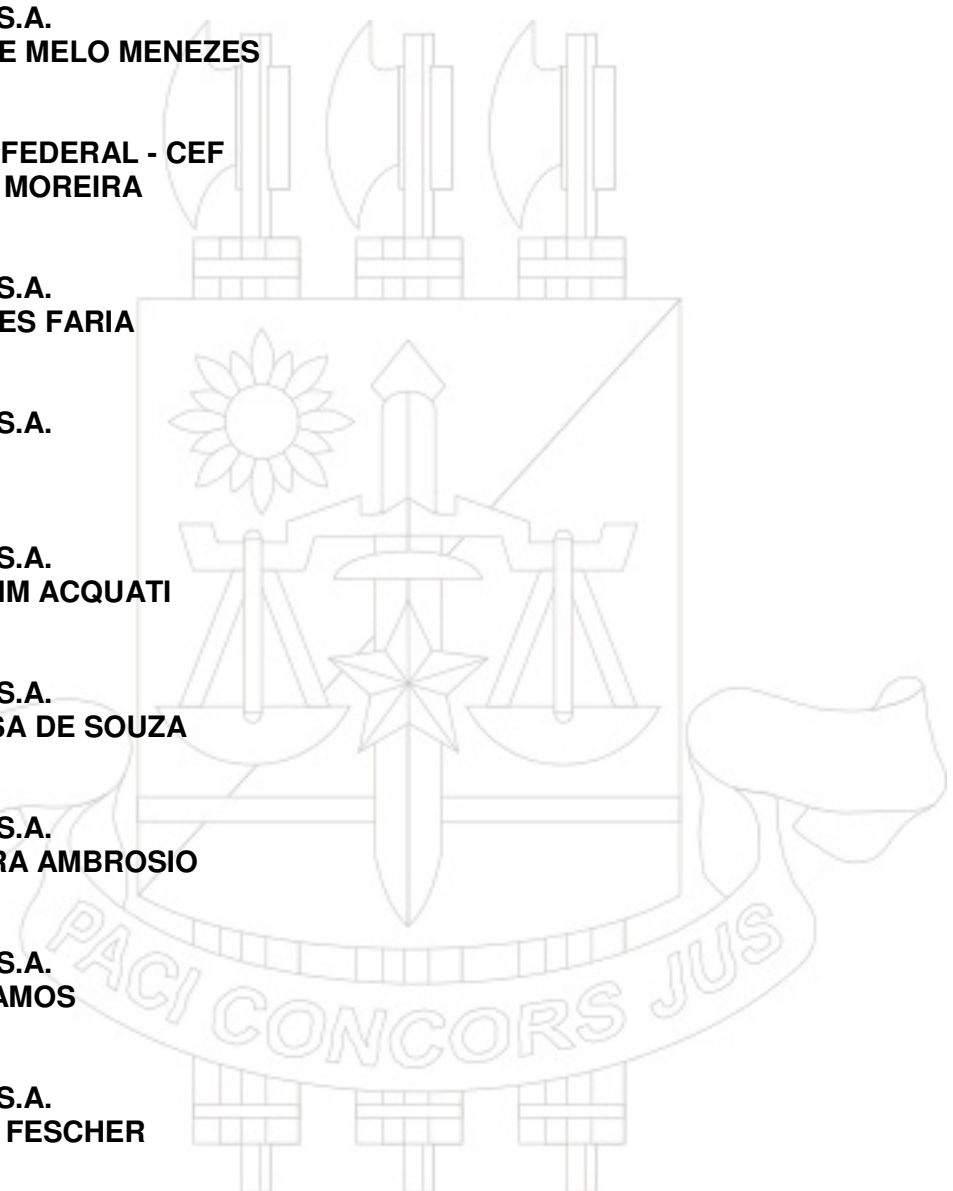 S.A.
E MELO MENEZES
FEDERAL - CEF
MOREIRA
S.A.
ES FARIA
S.A.
S.A.
IM ACQUATI
S.A.
SA DE SOUZA
S.A.
RA AMBROSIO
S.A.
AMOS
S.A.
FESCHER
PACI CONCORS JUS